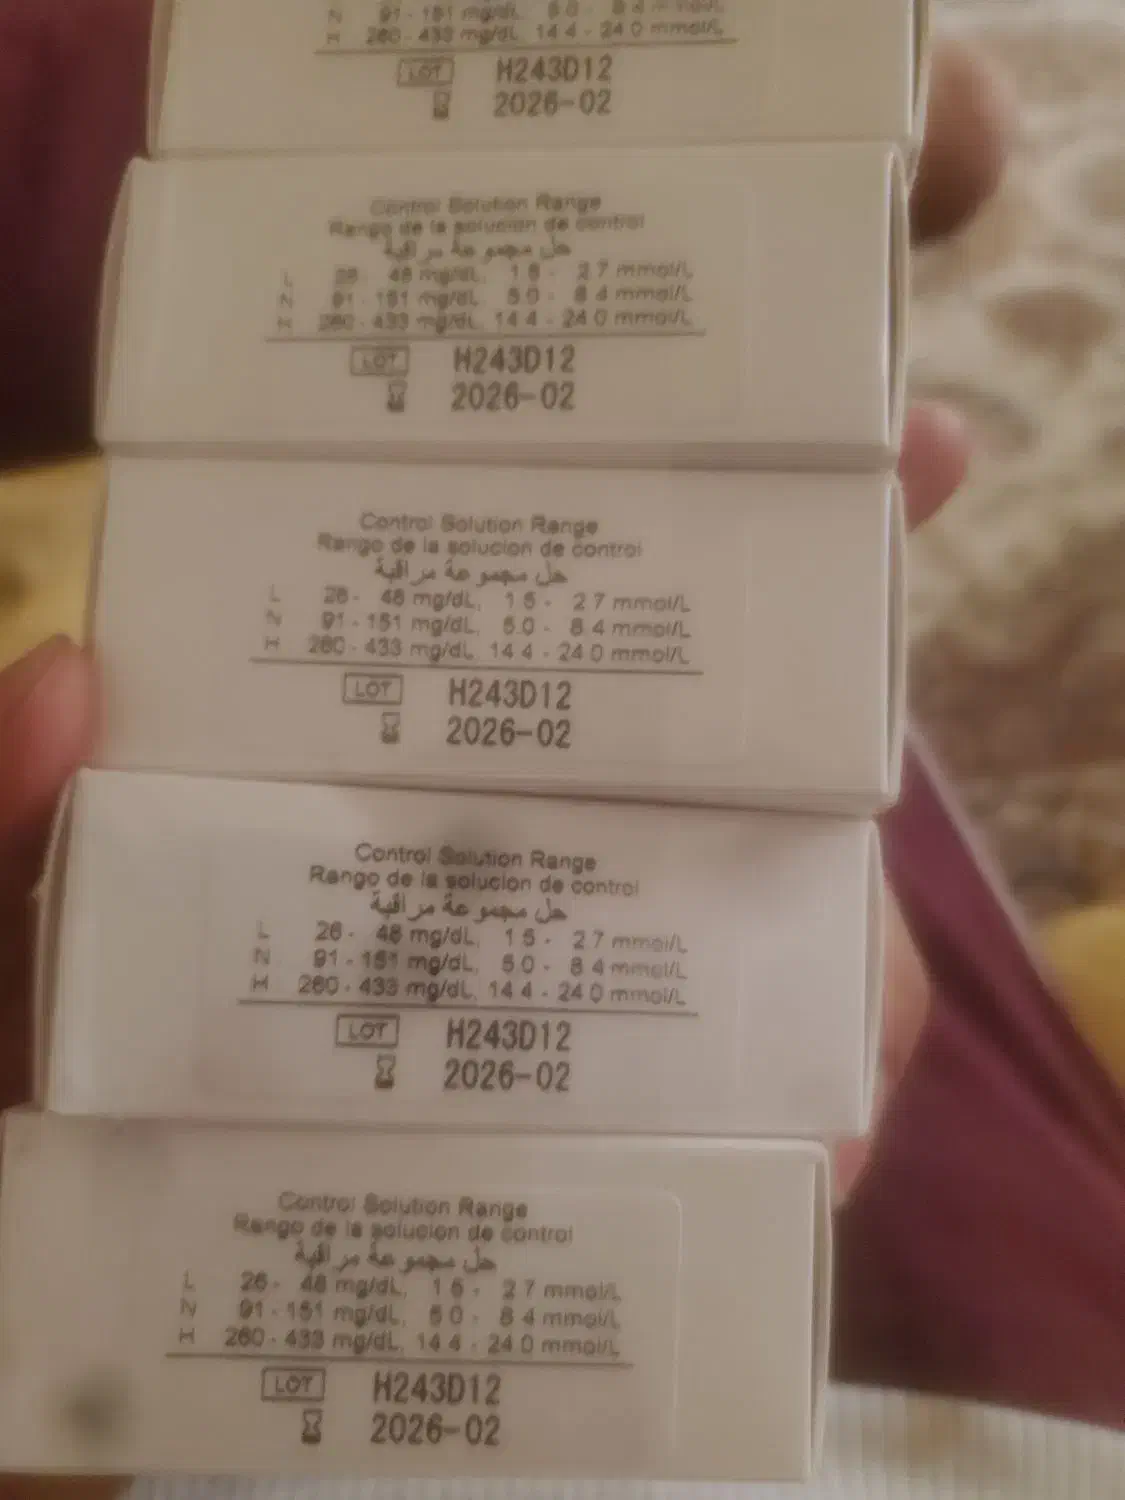 N 91 - 151 mg/dL, 5.0 - 8.4 mmol/L
H 260 - 433 mg/dL, 14.4 - 24.0 mmol/L
LOT H243D12
2026-02
Control Solution Range
Rango de la solucion de control
حل مجموعة مراقبة
L 26 - 48 mg/dL, 1.5 - 2.7 mmol/L
N 91 - 151 mg/dL, 5.0 - 8.4 mmol/L
H 260 - 433 mg/dL, 14.4 - 24.0 mmol/L
LOT H243D12
2026-02
Control Solution Range
Rango de la solucion de control
حل مجموعة مراقبة
L 26 - 48 mg/dL, 1.5 - 2.7 mmol/L
N 91 - 151 mg/dL, 5.0 - 8.4 mmol/L
H 260 - 433 mg/dL, 14.4 - 24.0 mmol/L
LOT H243D12
2026-02
Control Solution Range
Rango de la solucion de control
حل مجموعة مراقبة
L 26 - 48 mg/dL, 1.5 - 2.7 mmol/L
N 91 - 151 mg/dL, 5.0 - 8.4 mmol/L
H 260 - 433 mg/dL, 14.4 - 24.0 mmol/L
LOT H243D12
2026-02
Control Solution Range
Rango de la solucion de control
حل مجموعة مراقبة
L 26 - 48 mg/dL, 1.5 - 2.7 mmol/L
N 91 - 151 mg/dL, 5.0 - 8.4 mmol/L
H 260 - 433 mg/dL, 14.4 - 24.0 mmol/L
LOT H243D12
2026-02